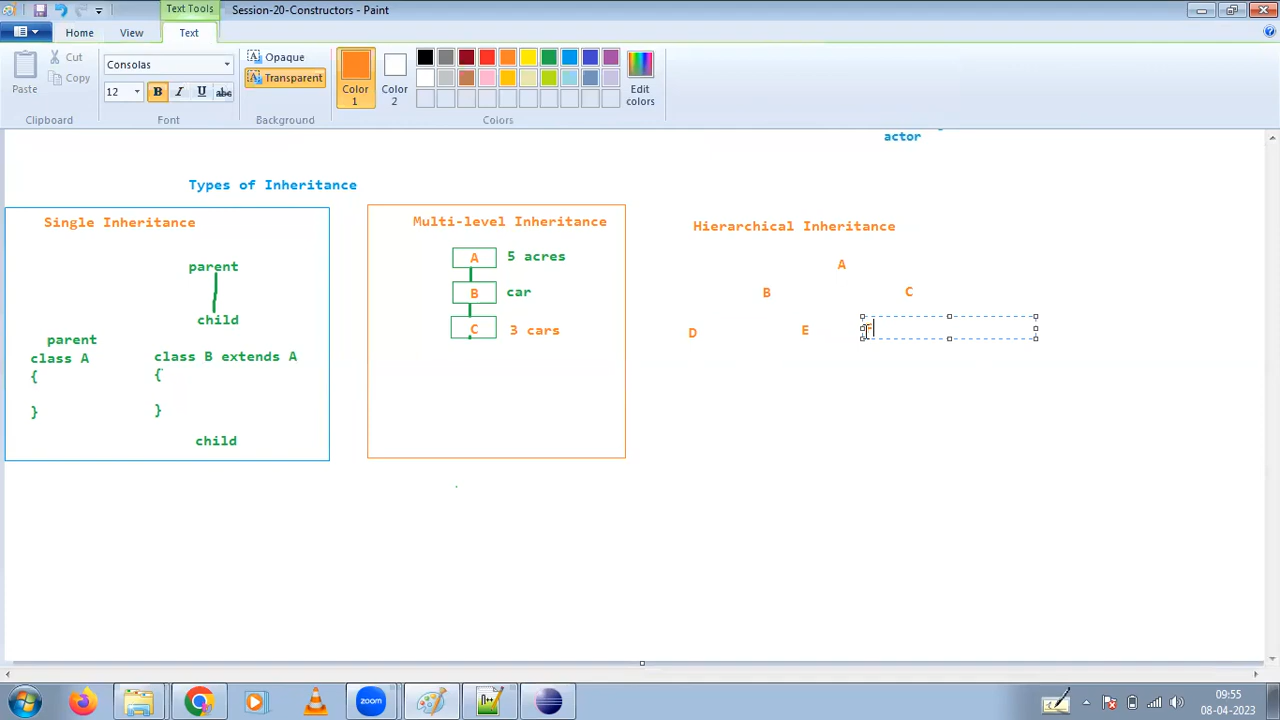 Text Tools
Session-20-Constructors - Paint
Home
View
Text
Paste
Cut
Copy
Clipboard
Consolas
12
B
I
U
abc
Font
Opaque
Transparent
Background
Color
1
Color
2
Edit
colors
Colors
actor
Types of Inheritance
Single Inheritance
parent
child
parent
class A
{
}
class B extends A
{
}
child
Multi-level Inheritance
A 5 acres
B car
C 3 cars
Hierarchical Inheritance
A
B C
D E F
zoom
09:55
08-04-2023